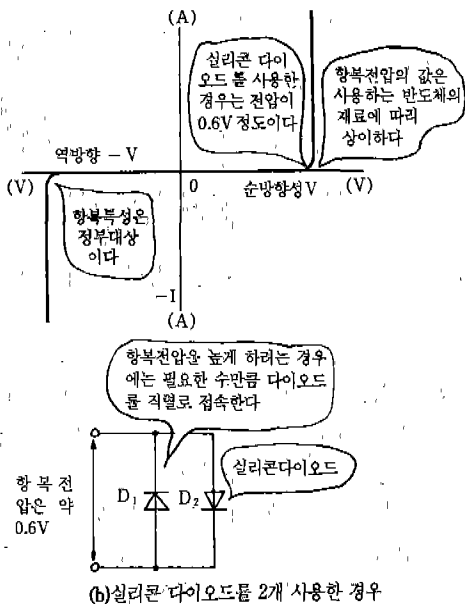 (A)
실리콘 다이
오드 를 사용한
경우는 전압이
0.6V 정도이다
항복전압의 값은
사용하는 반도체의
재료에 따리
상이하다
역방향 -V
(V)
0
순방향성 V
(V)
항복특성은
정부대상
이다
-I
(A)
항복전압을 높게 하려는 경우
에는 필요한 수만큼 다이오드
를 직렬로 접속한다
실리콘다이오드
항 복 전
압은 약
0.6V
D₁
D₂
(b)실리콘 다이오드를 2개 사용한 경우